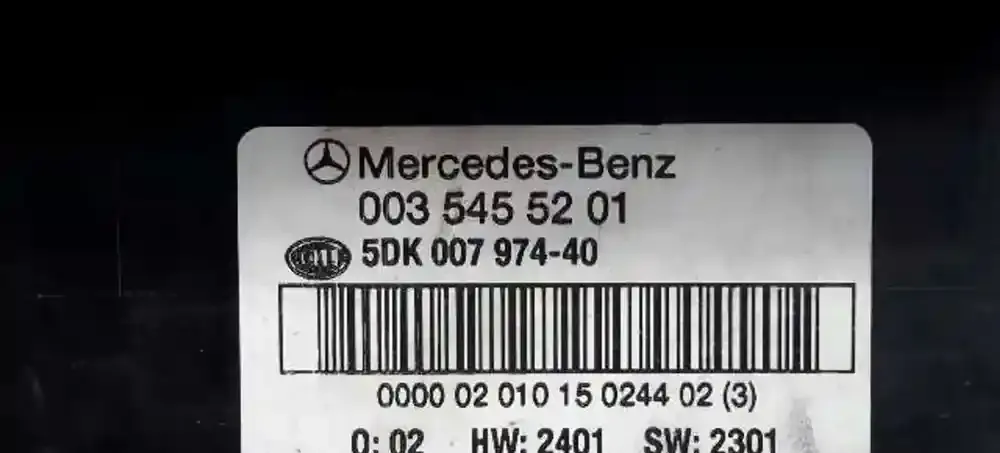 Mercedes-Benz
003 545 52 01
HELLA 5DK 007 974-40
0000 02 010 15 0244 02 (3)
Q: 02 HW: 2401 SW: 2301